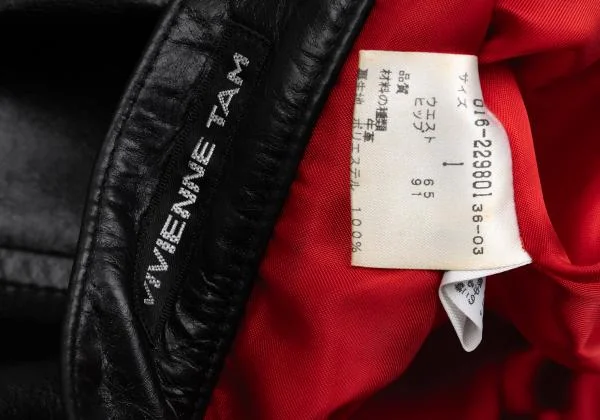 VIVIENNE TAM
016-229801 36-03
サイズ 1
ウエスト 65
ヒップ 91
品質
材料の種類 牛革
裏生地 ポリエステル 100%